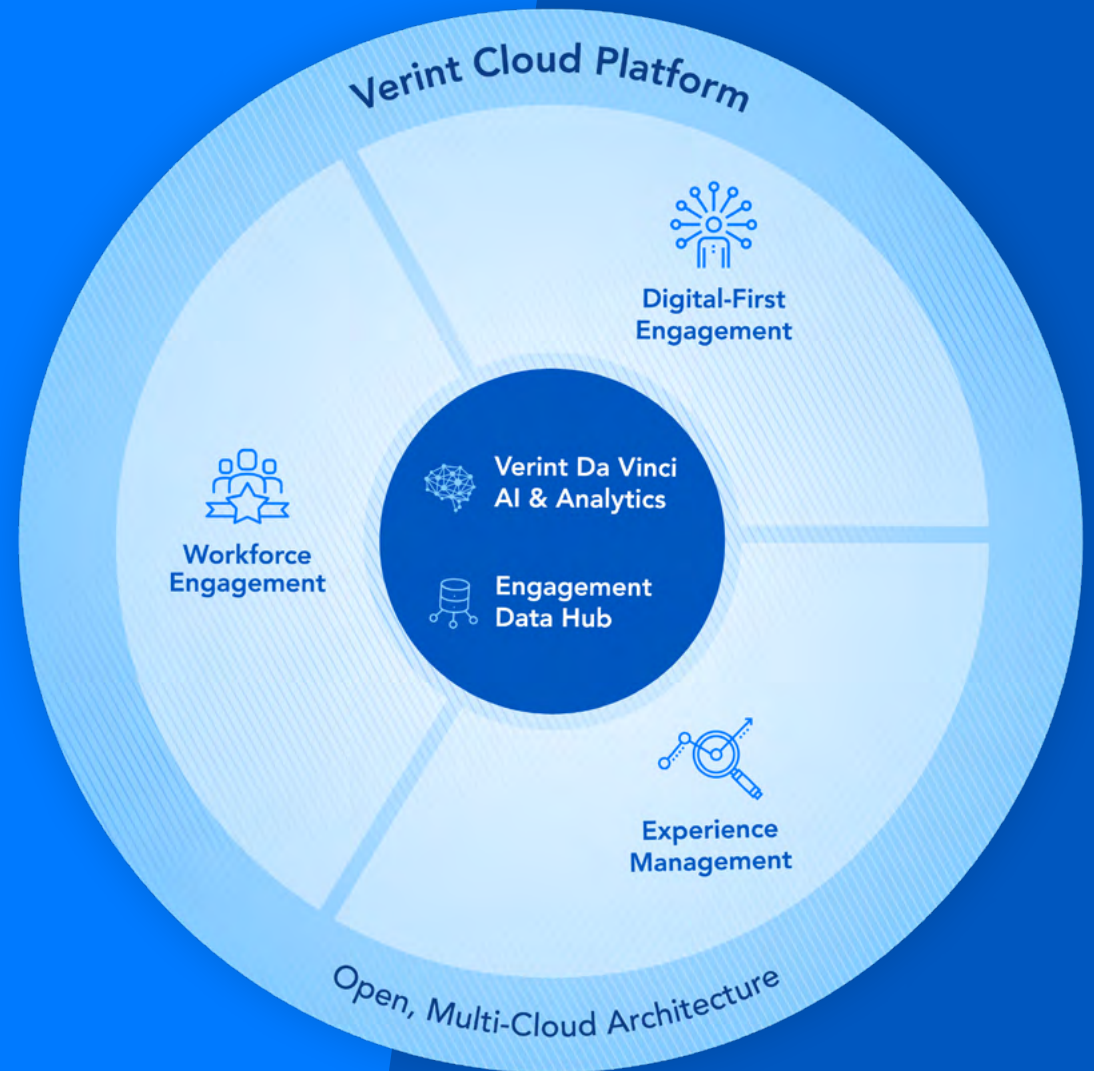 Verint Cloud Platform
Digital-First
Engagement
Verint Da Vinci
AI & Analytics
Workforce
Engagement
Engagement
Data Hub
Experience
Management
Open, Multi-Cloud Architecture